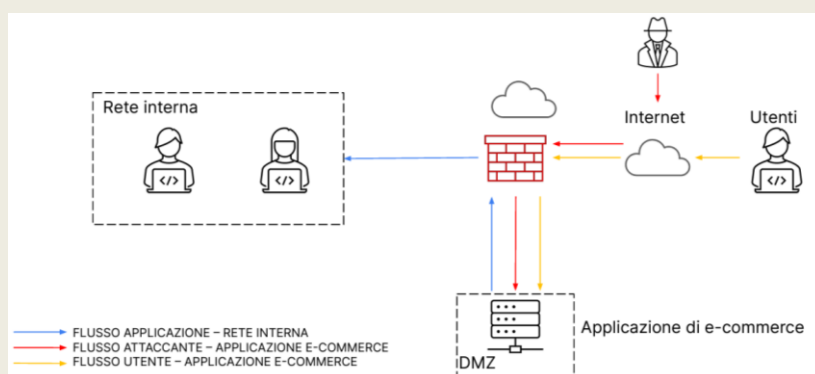 Rete interna
Internet
Utenti
</>
</>
</>
Applicazione di e-commerce
DMZ
FLUSSO APPLICAZIONE – RETE INTERNA
FLUSSO ATTACCANTE – APPLICAZIONE E-COMMERCE
FLUSSO UTENTE – APPLICAZIONE E-COMMERCE